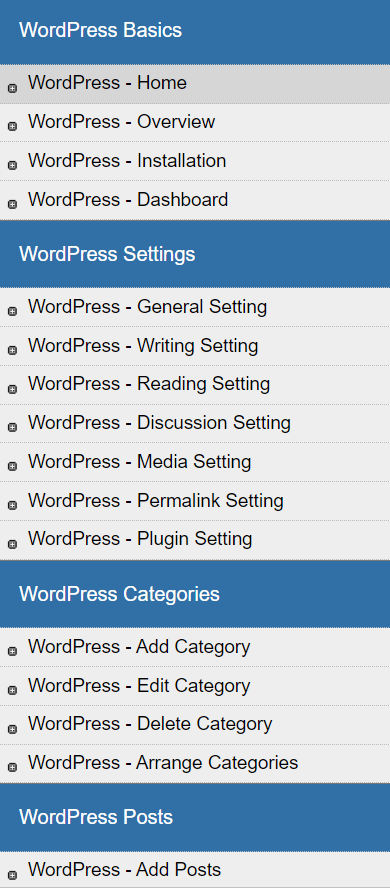 WordPress Basics
WordPress - Home
WordPress - Overview
WordPress - Installation
WordPress - Dashboard
WordPress Settings
WordPress - General Setting
WordPress - Writing Setting
WordPress - Reading Setting
WordPress - Discussion Setting
WordPress - Media Setting
WordPress - Permalink Setting
WordPress - Plugin Setting
WordPress Categories
WordPress - Add Category
WordPress - Edit Category
WordPress - Delete Category
WordPress - Arrange Categories
WordPress Posts
WordPress - Add Posts